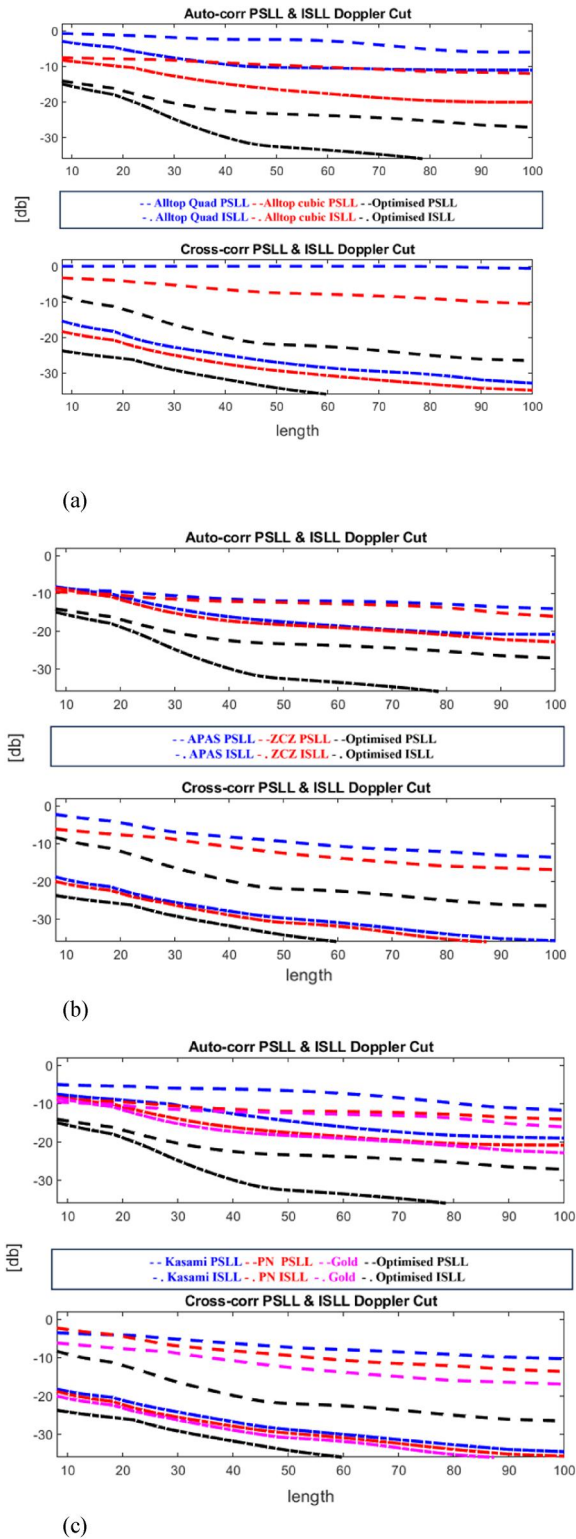 Auto-corr PSLL & ISLL Doppler Cut
0
-10
-20
-30
10 20 30 40 50 60 70 80 90 100
[db]
-- Alltop Quad PSLL --Alltop cubic PSLL --Optimised PSLL
-. Alltop Quad ISLL -. Alltop cubic ISLL -. Optimised ISLL
Cross-corr PSLL & ISLL Doppler Cut
0
-10
-20
-30
10 20 30 40 50 60 70 80 90 100
length
(a)
Auto-corr PSLL & ISLL Doppler Cut
0
-10
-20
-30
10 20 30 40 50 60 70 80 90 100
[db]
-- APAS PSLL --ZCZ PSLL --Optimised PSLL
-. APAS ISLL -. ZCZ ISLL -. Optimised ISLL
Cross-corr PSLL & ISLL Doppler Cut
0
-10
-20
-30
10 20 30 40 50 60 70 80 90 100
length
(b)
Auto-corr PSLL & ISLL Doppler Cut
0
-10
-20
-30
10 20 30 40 50 60 70 80 90 100
[db]
-- Kasami PSLL --PN PSLL --Gold --Optimised PSLL
-. Kasami ISLL -. PN ISLL -. Gold -. Optimised ISLL
Cross-corr PSLL & ISLL Doppler Cut
0
-10
-20
-30
10 20 30 40 50 60 70 80 90 100
length
(c)